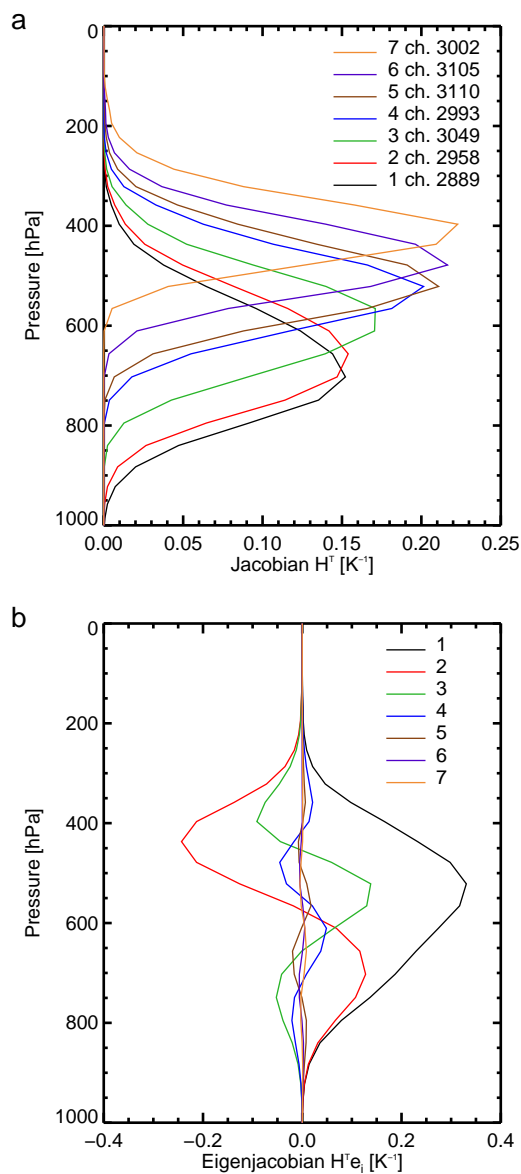 a
0
200
400
600
800
1000
Pressure [hPa]
7 ch. 3002
6 ch. 3105
5 ch. 3110
4 ch. 2993
3 ch. 3049
2 ch. 2958
1 ch. 2889
0.00 0.05 0.10 0.15 0.20 0.25
Jacobian Hᵀ [K⁻¹]
b
0
200
400
600
800
1000
Pressure [hPa]
1
2
3
4
5
6
7
−0.4 −0.2 0.0 0.2 0.4
Eigenjacobian Hᵀeᵢ [K⁻¹]